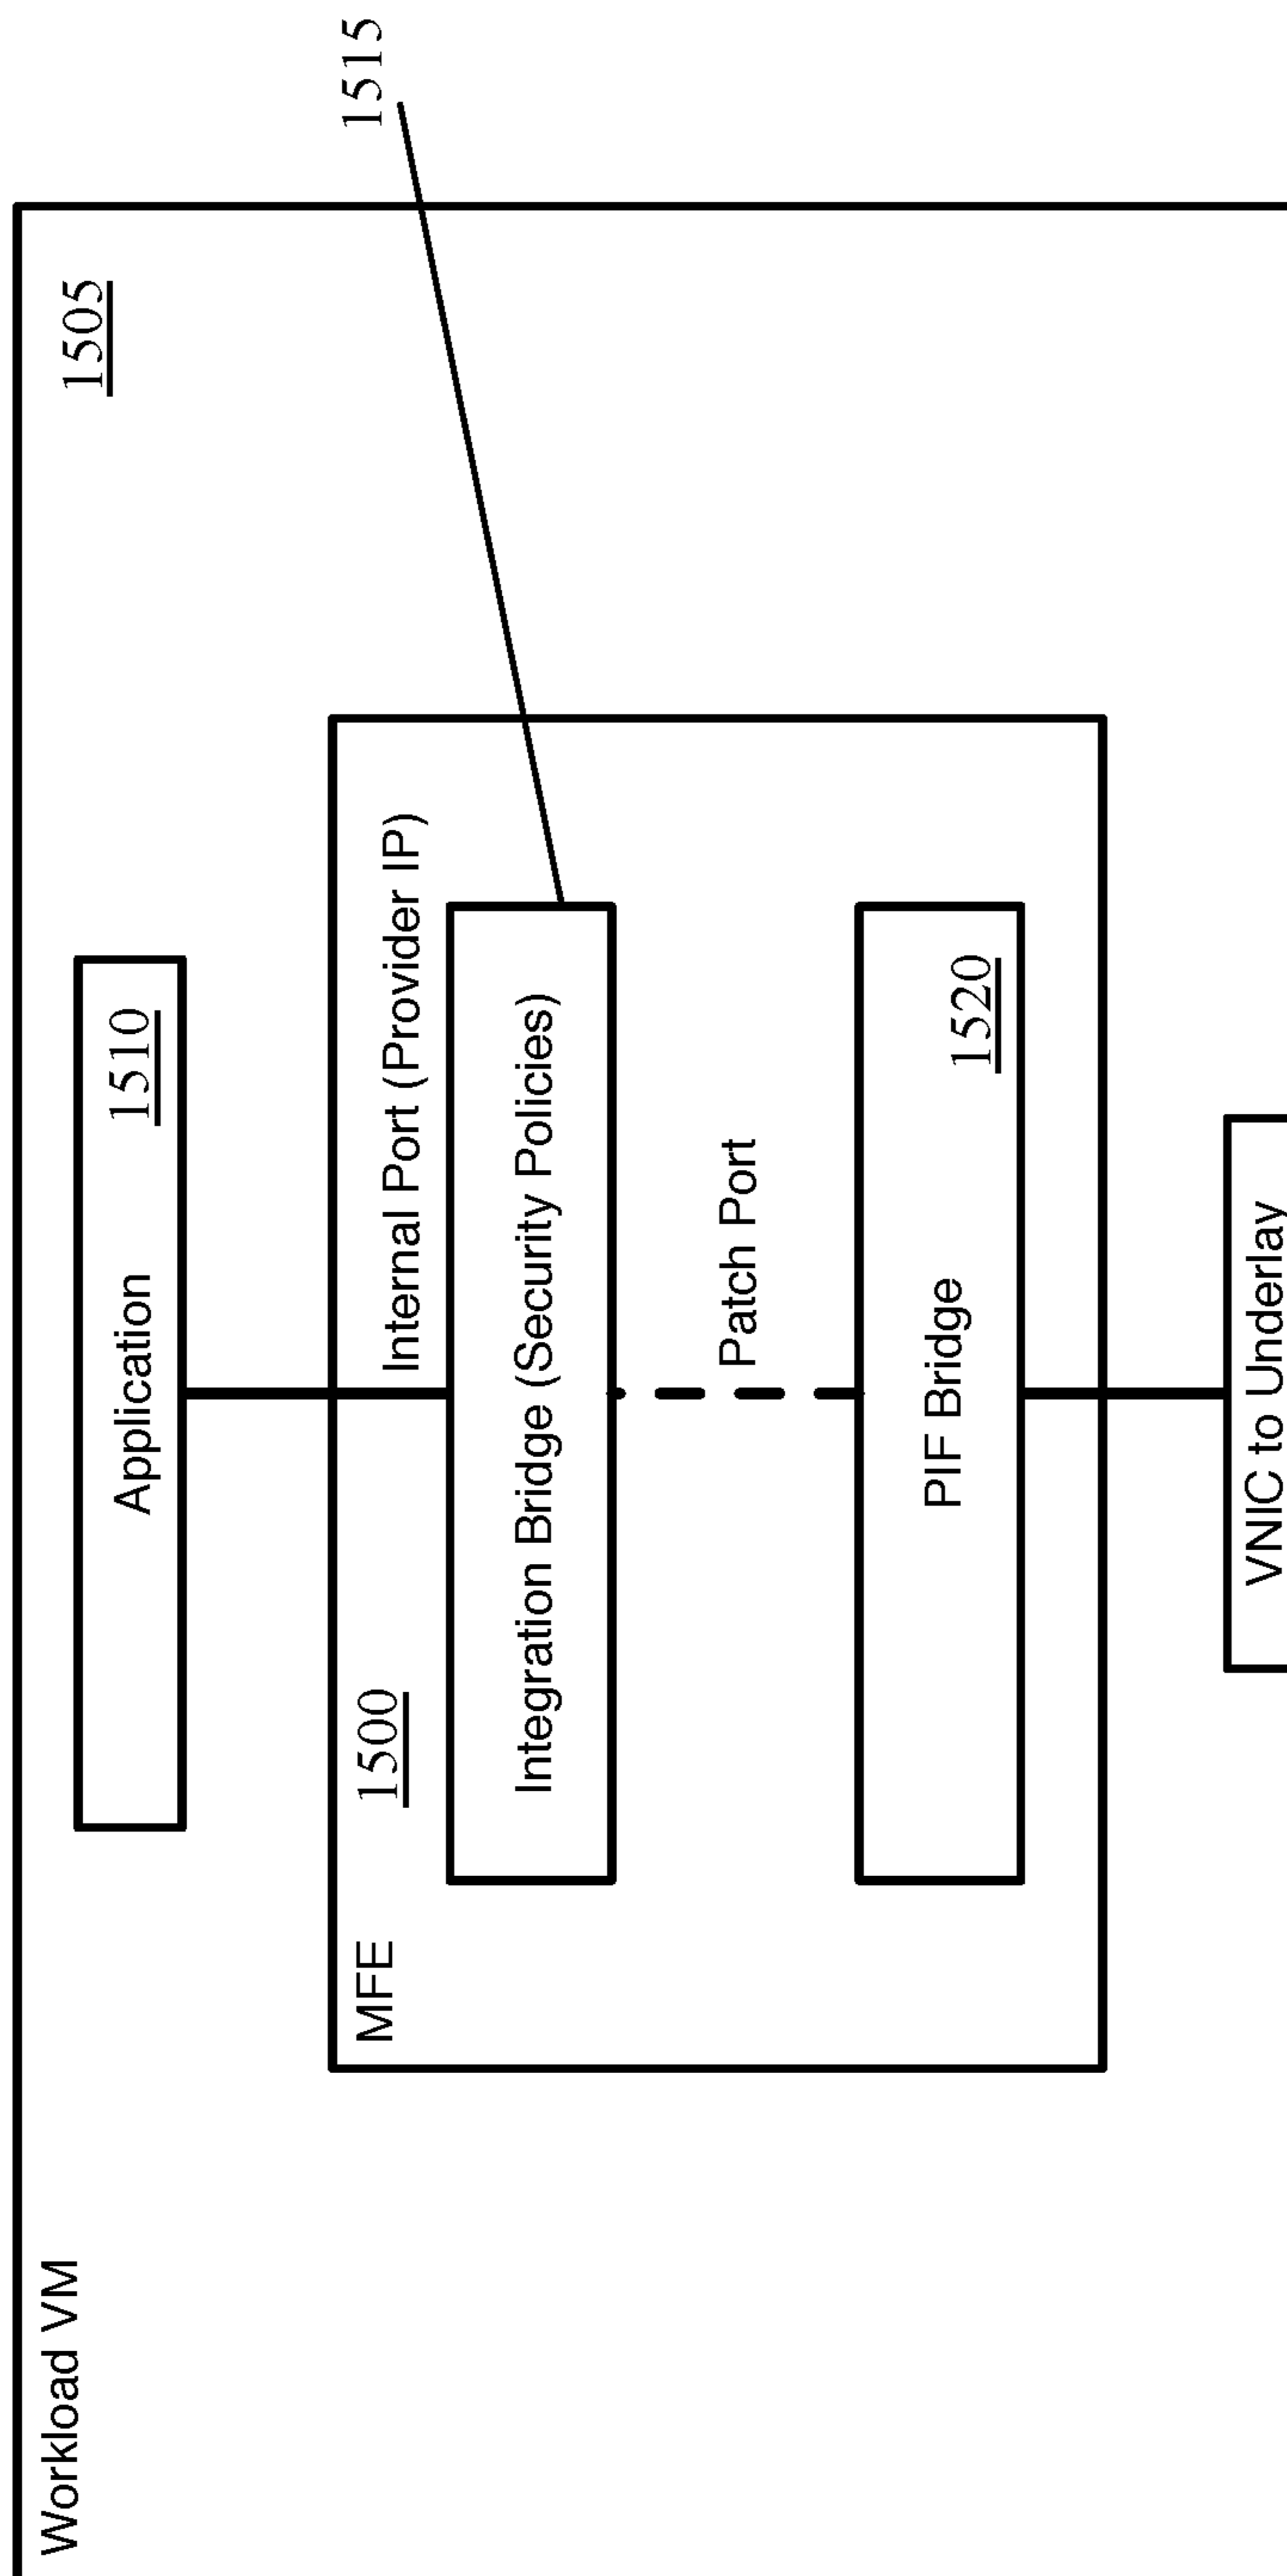 Workload VM
1505
Application
1510
1515
MFE
1500
Internal Port (Provider IP)
Integration Bridge (Security Policies)
Patch Port
PIF Bridge
1520
VNIC to Underlay